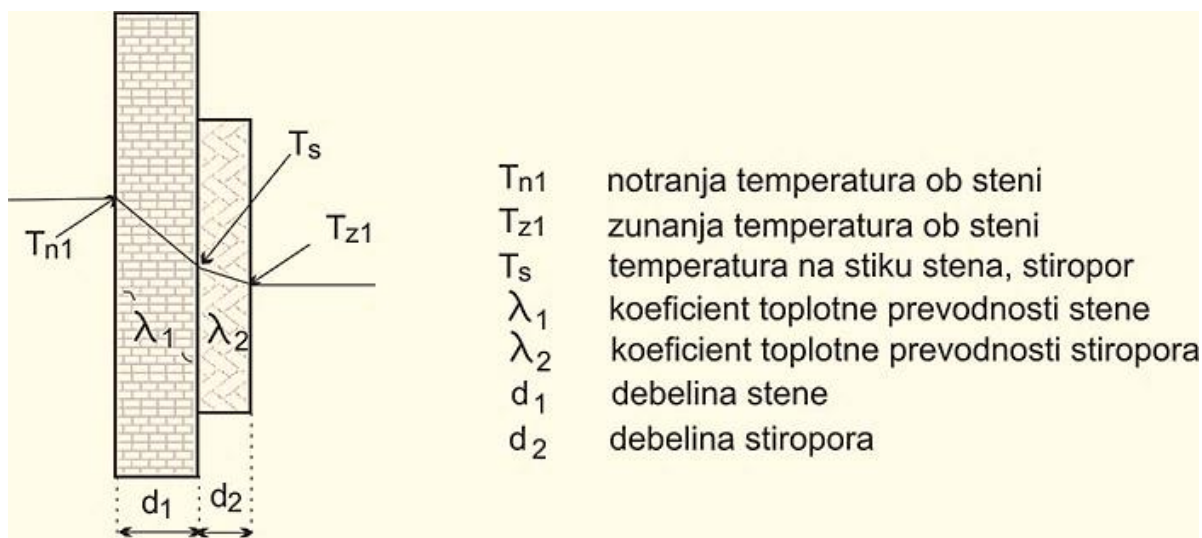 Ts
Tn1
Tz1
λ1
λ2
d1
d2
Tn1 notranja temperatura ob steni
Tz1 zunanja temperatura ob steni
Ts temperatura na stiku stena, stiropor
λ1 koeficient toplotne prevodnosti stene
λ2 koeficient toplotne prevodnosti stiropora
d1 debelina stene
d2 debelina stiropora